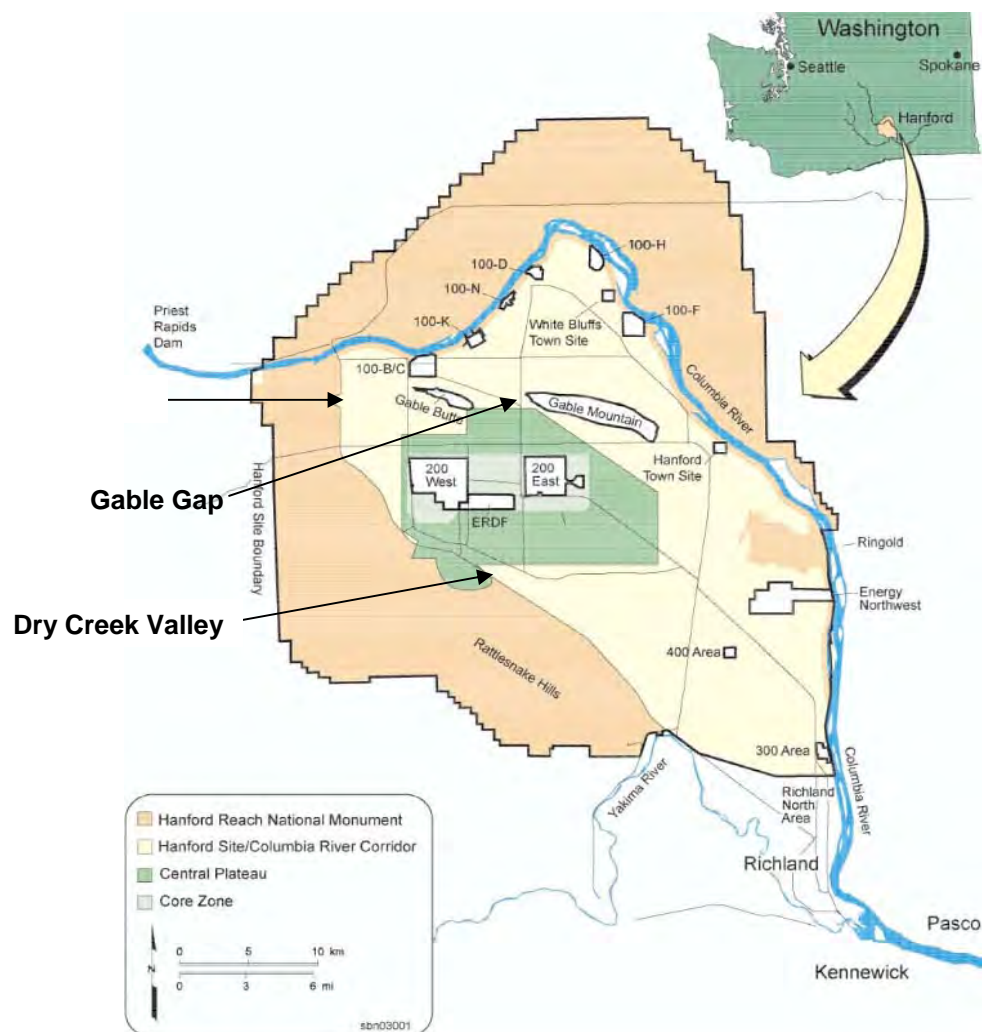 Washington
Seattle
Spokane
Hanford
100-H
100-D
100-N
Priest
Rapids
Dam
100-K
White Bluffs
Town Site
100-F
100-B/C
Columbia River
Gable Butte
Gable Mountain
Hanford
Town Site
200
West
200
East
Gable Gap
ERDF
Hanford Site Boundary
Ringold
Energy
Northwest
Dry Creek Valley
400 Area
Rattlesnake Hills
300 Area
Columbia River
Yakima River
Richland
North
Area
Richland
Pasco
Kennewick
Hanford Reach National Monument
Hanford Site/Columbia River Corridor
Central Plateau
Core Zone
N
0 5 10 km
0 3 6 mi
sbn03001